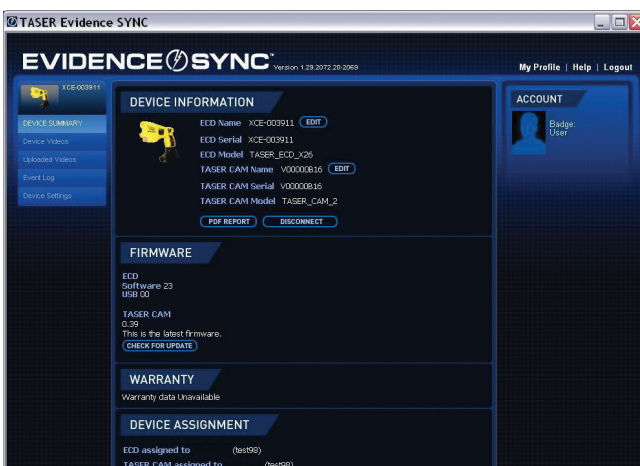 TASER Evidence SYNC
EVIDENCE SYNC™ Version 1.29.2072.20-2069
My Profile | Help | Logout
XCE-003911
DEVICE SUMMARY
Device Videos
Uploaded Videos
Event Log
Device Settings
DEVICE INFORMATION
ECD Name XCE-003911 EDIT
ECD Serial XCE-003911
ECD Model TASER_ECD_X26
TASER CAM Name V00000B16 EDIT
TASER CAM Serial V00000B16
TASER CAM Model TASER_CAM_2
PDF REPORT DISCONNECT
FIRMWARE
ECD
Software 23
USB 00
TASER CAM
0.39
This is the latest firmware.
CHECK FOR UPDATE
WARRANTY
Warranty data Unavailable
DEVICE ASSIGNMENT
ECD assigned to (test98)
TASER CAM assigned to (test98)
ACCOUNT
Badge:
User